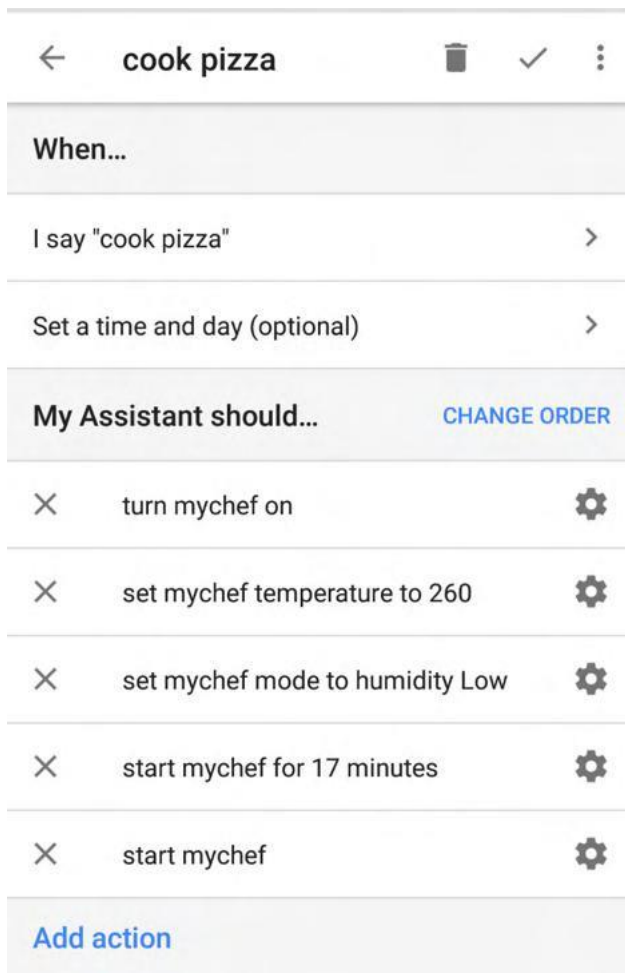 cook pizza
When...
I say "cook pizza"
Set a time and day (optional)
My Assistant should...
CHANGE ORDER
turn mychef on
set mychef temperature to 260
set mychef mode to humidity Low
start mychef for 17 minutes
start mychef
Add action